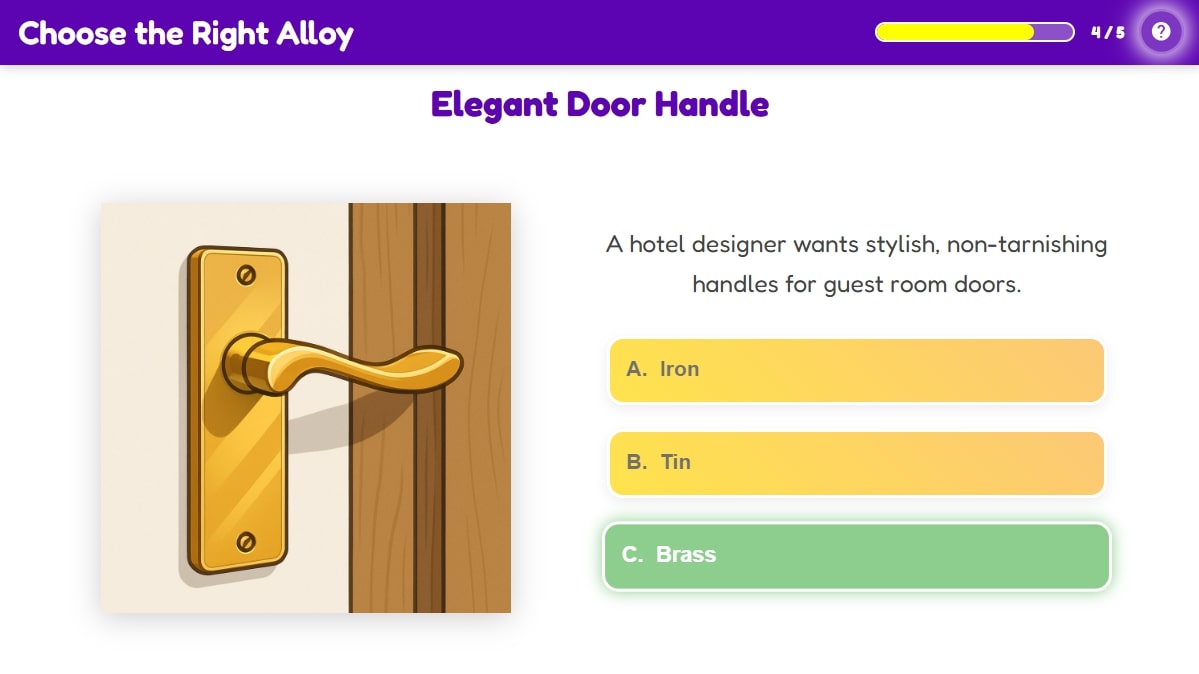 Choose the Right Alloy
4 / 5
?
Elegant Door Handle
A hotel designer wants stylish, non-tarnishing
handles for guest room doors.
A. Iron
B. Tin
C. Brass